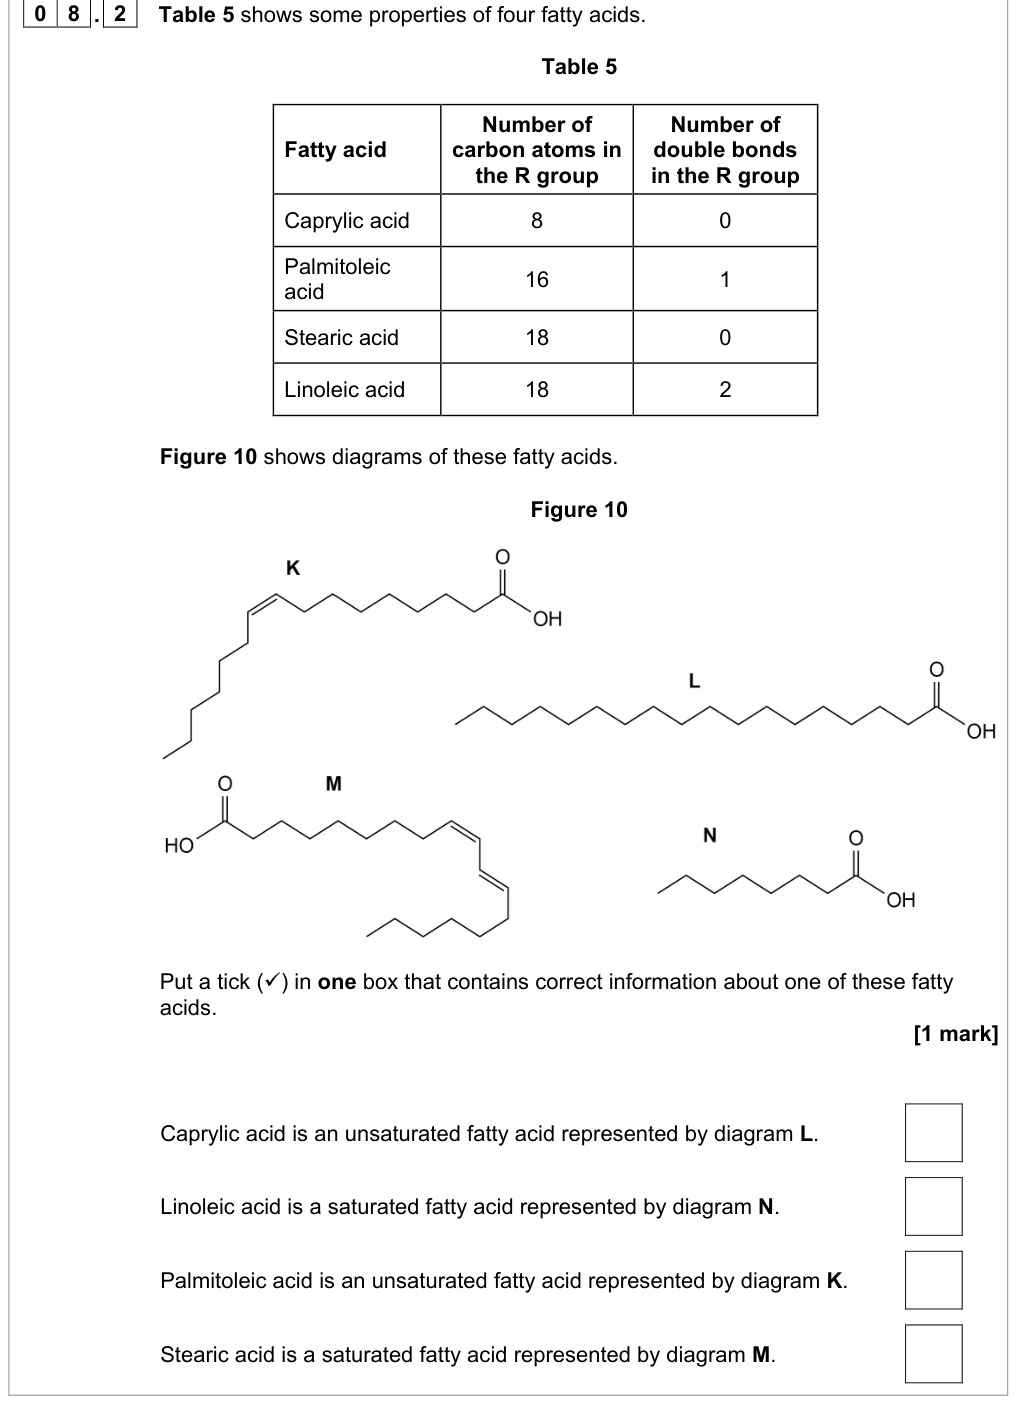 08.2 Table 5 shows some properties of four fatty acids.
Table 5
Fatty acid
Number of
carbon atoms in
the R group
Number of
double bonds
in the R group
Caprylic acid 8 0
Palmitoleic
acid
16 1
Stearic acid 18 0
Linoleic acid 18 2
Figure 10 shows diagrams of these fatty acids.
Figure 10
K
O
OH
L
O
OH
M
O
HO
N
O
OH
Put a tick (✓) in one box that contains correct information about one of these fatty
acids.
[1 mark]
Caprylic acid is an unsaturated fatty acid represented by diagram L.
Linoleic acid is a saturated fatty acid represented by diagram N.
Palmitoleic acid is an unsaturated fatty acid represented by diagram K.
Stearic acid is a saturated fatty acid represented by diagram M.